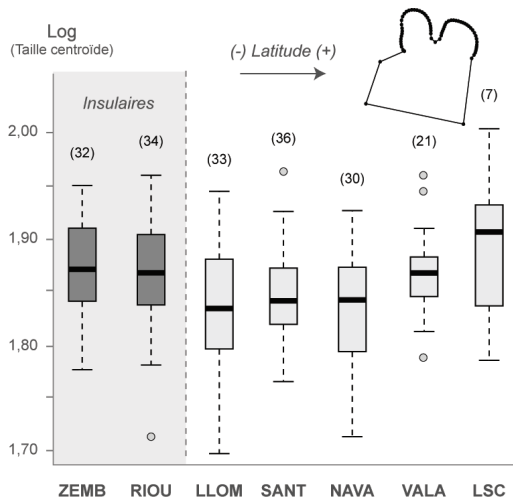 Log
(Taille centroïde)
(-) Latitude (+)
Insulaires
(7)
2,00
(32)
(34)
(33)
(36)
(30)
(21)
1,90
1,80
1,70
ZEMB RIOU LLOM SANT NAVA VALA LSC